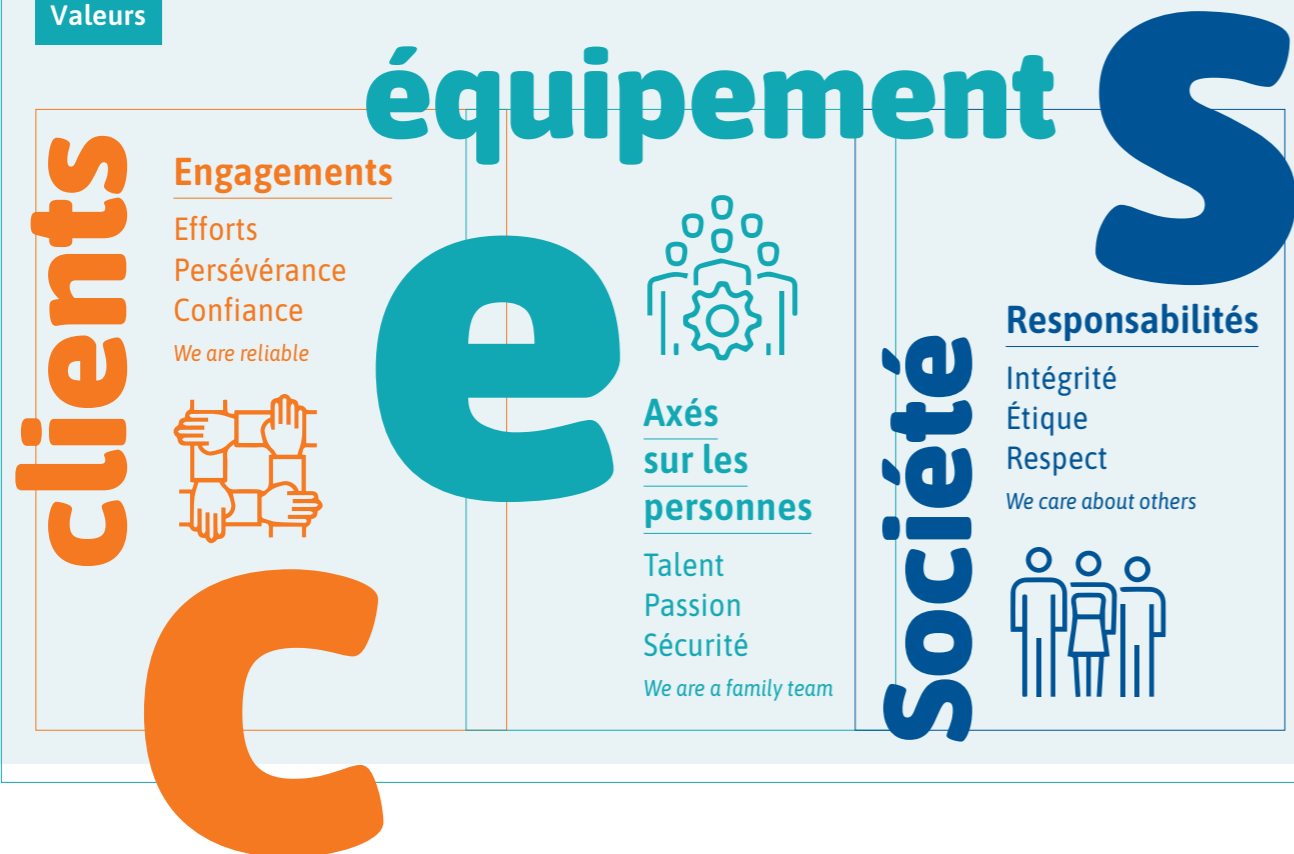 Valeurs
clients
Engagements
Efforts
Persévérance
Confiance
We are reliable
c
équipement
e
Axés
sur les
personnes
Talent
Passion
Sécurité
We are a family team
s
Société
Responsabilités
Intégrité
Étique
Respect
We care about others